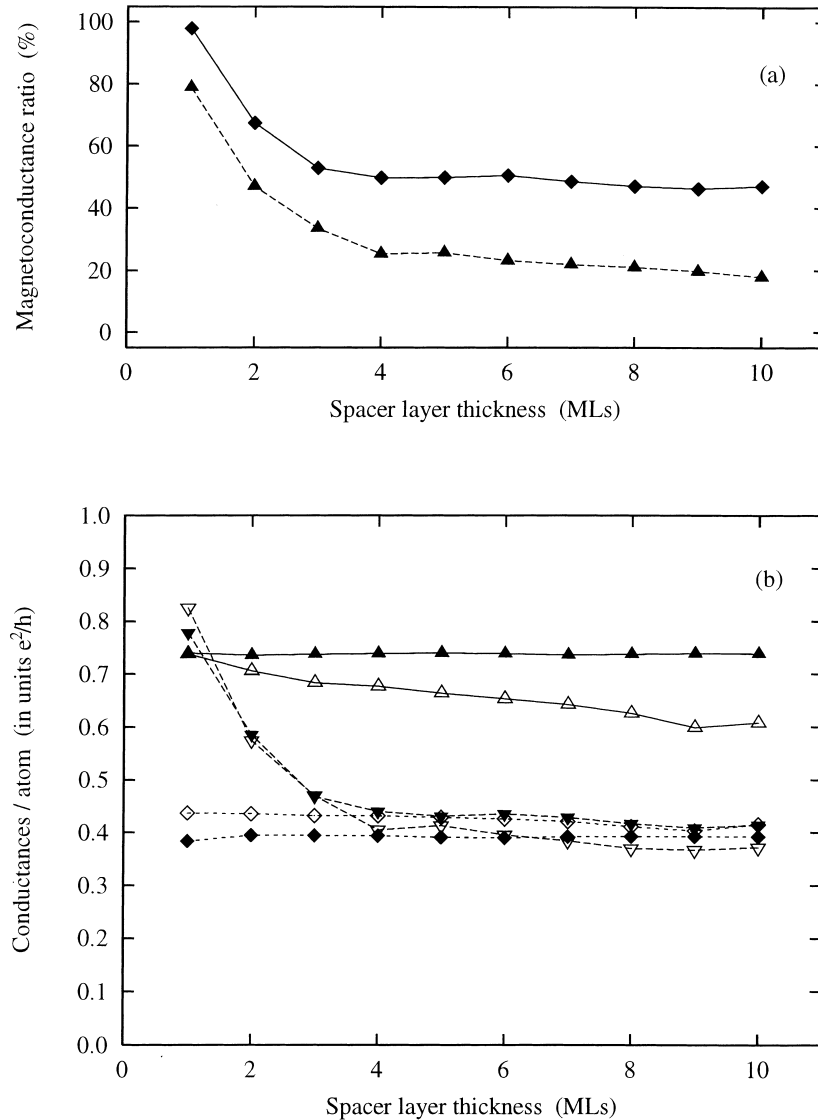 100
80
60
40
20
0
Magnetoconductance ratio (%)
(a)
0 2 4 6 8 10
Spacer layer thickness (MLs)
1.0
0.9
0.8
0.7
0.6
0.5
0.4
0.3
0.2
0.1
0.0
Conductances / atom (in units e²/h)
(b)
0 2 4 6 8 10
Spacer layer thickness (MLs)